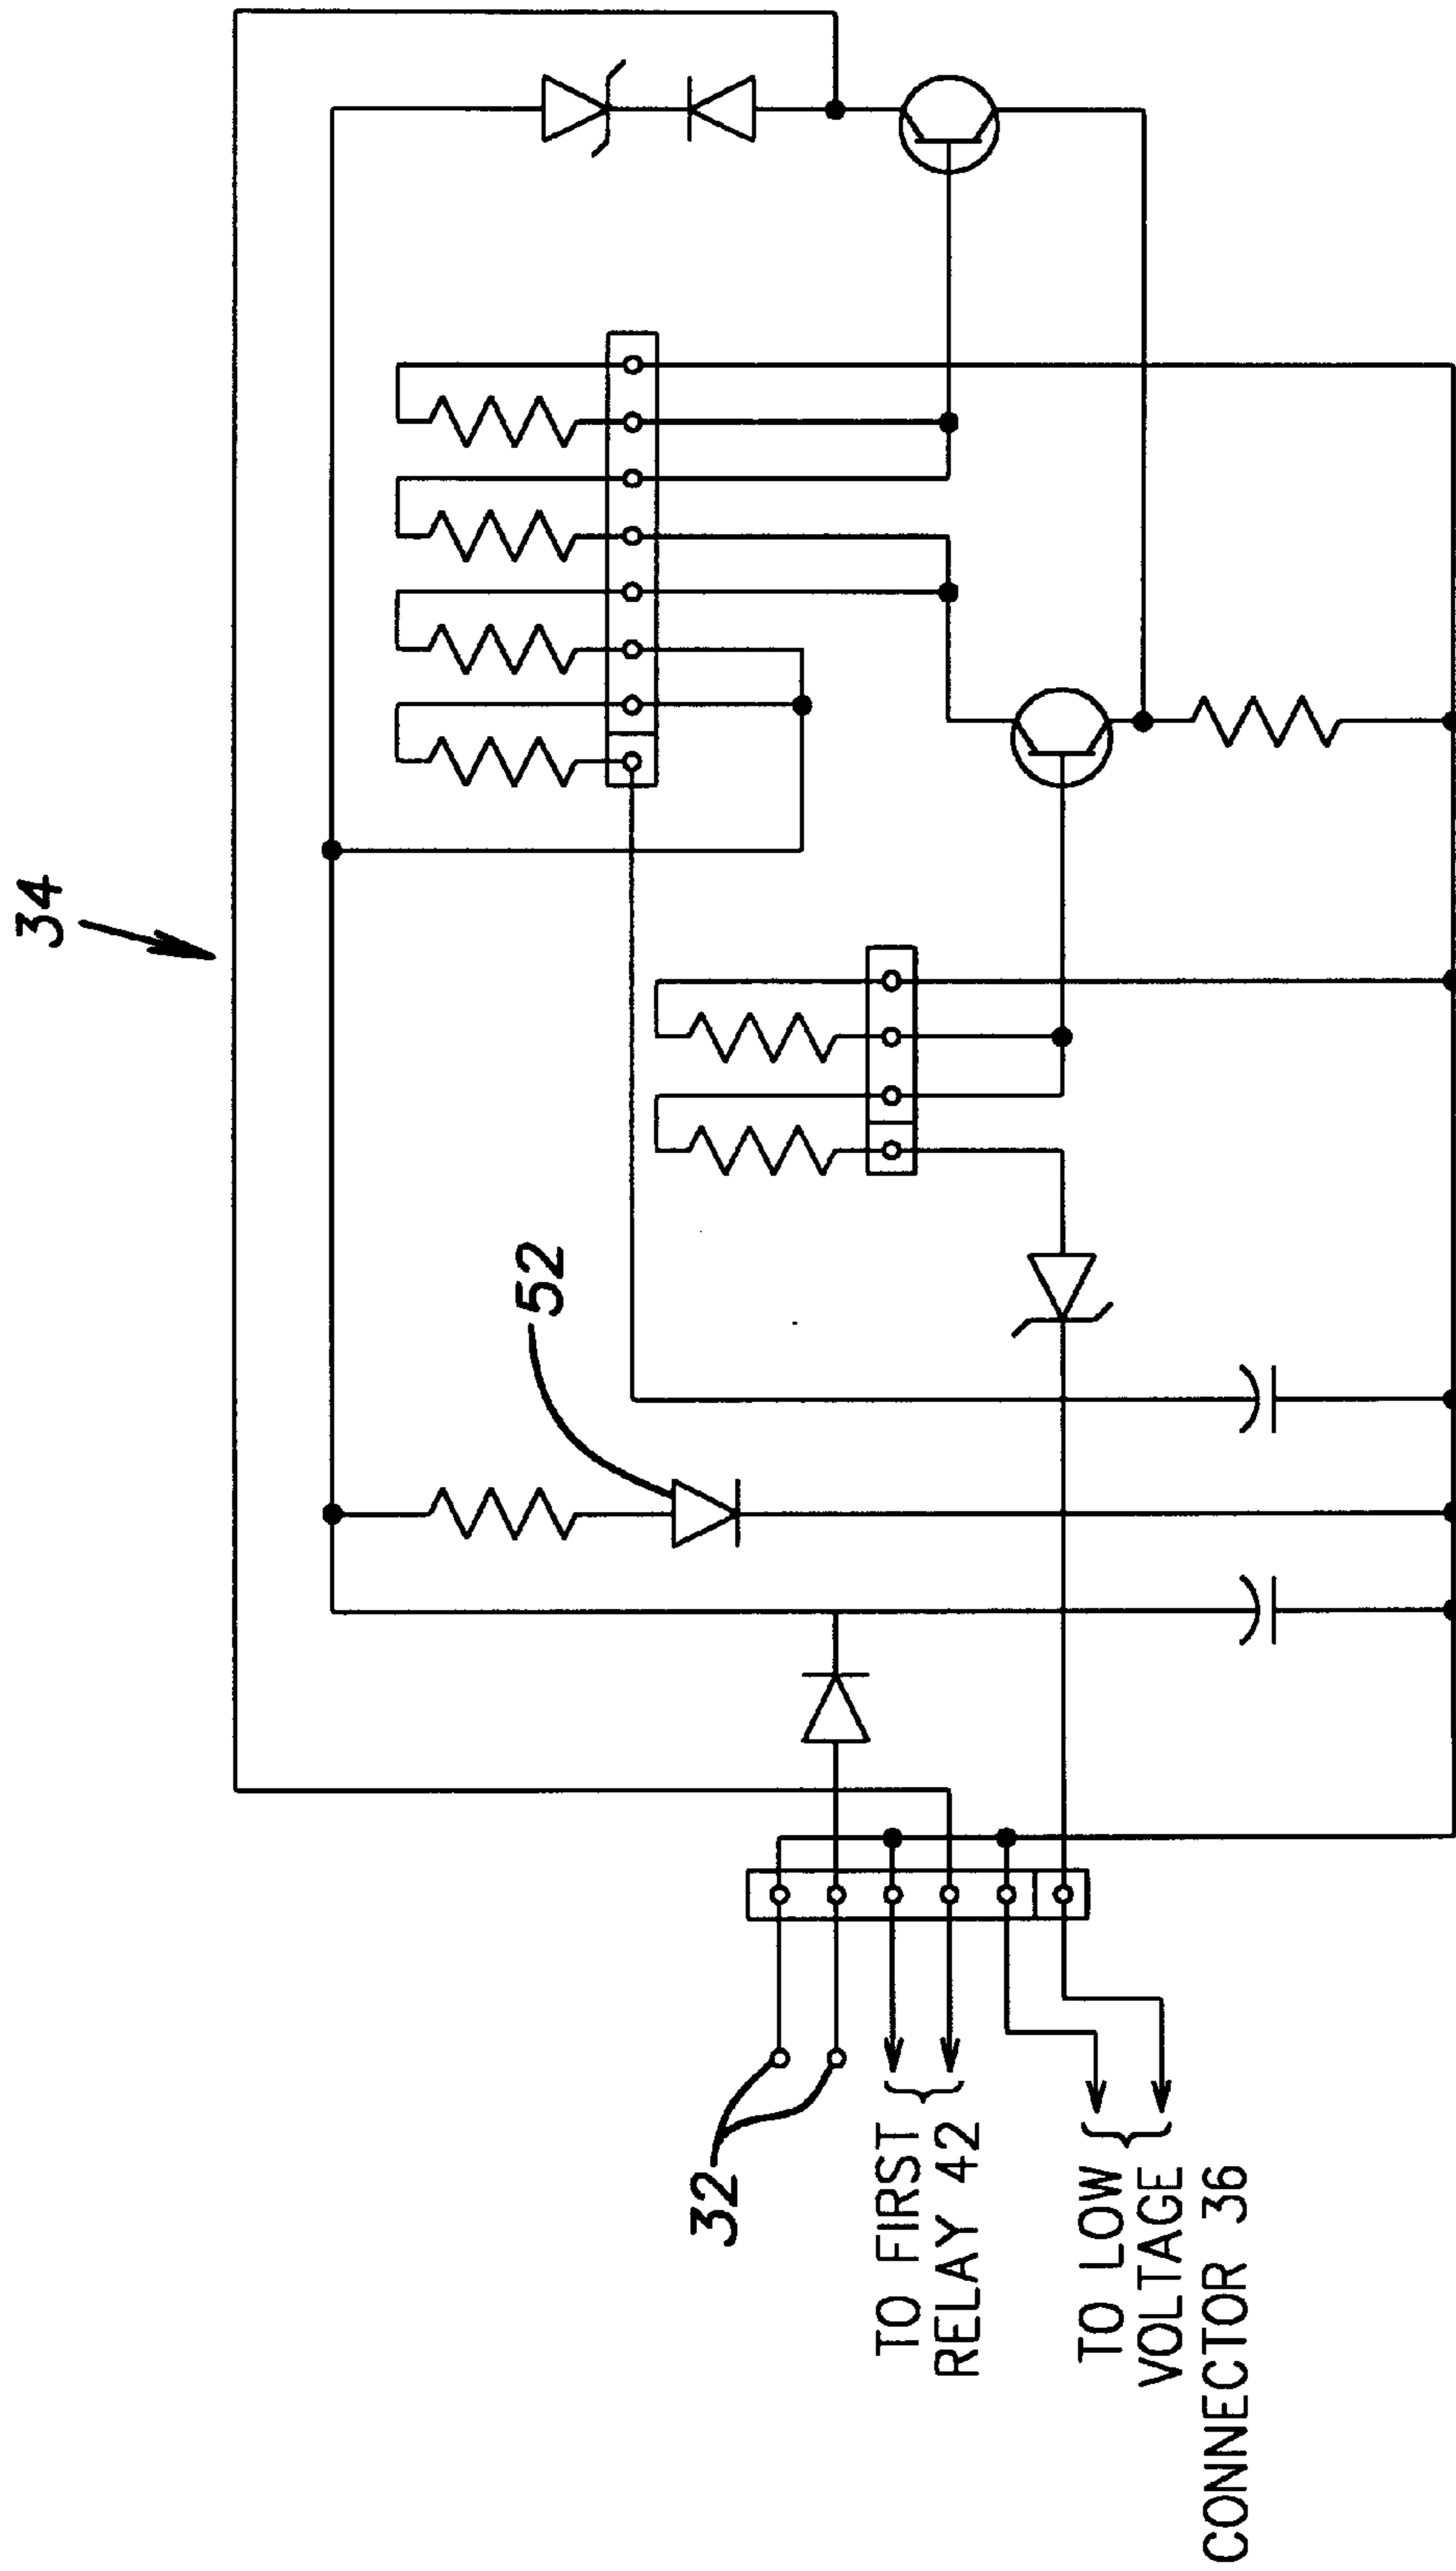 34
52
32
TO FIRST
RELAY 42
TO LOW
VOLTAGE
CONNECTOR 36